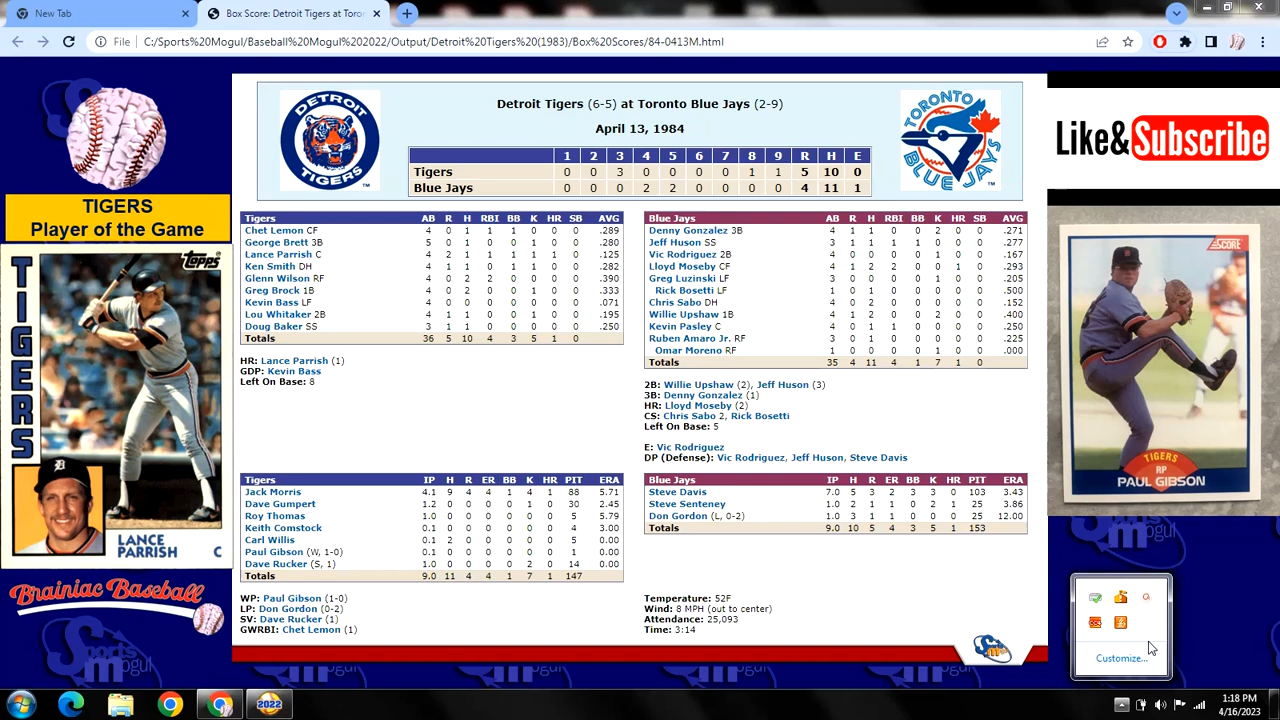 New Tab
Box Score: Detroit Tigers at Toro
File C:/Sports%20Mogul/Baseball%20Mogul%202022/Output/Detroit%20Tigers(1983)/Box%20Scores/84-0413M.html
Detroit Tigers (6-5) at Toronto Blue Jays (2-9)
April 13, 1984
DETROIT TIGERS
TORONTO BLUE JAYS
1 2 3 4 5 6 7 8 9 R H E
Tigers 0 0 3 0 0 0 0 1 1 5 10 0
Blue Jays 0 0 0 2 2 0 0 0 0 4 11 1
Like& Subscribe
TIGERS
Player of the Game
Topps
TIGERS
LANCE PARRISH C
Brainiac Baseball
Tigers AB R H RBI BB K HR SB AVG
Chet Lemon CF 4 0 1 1 1 0 0 0 .289
George Brett 3B 5 0 1 0 0 1 0 0 .280
Lance Parrish C 4 2 1 1 1 1 1 0 .125
Ken Smith DH 4 1 1 0 1 1 0 0 .282
Glenn Wilson RF 4 0 2 2 0 0 0 0 .390
Greg Brock 1B 4 0 2 0 0 1 0 0 .333
Kevin Bass LF 4 0 0 0 0 0 0 0 .071
Lou Whitaker 2B 4 1 1 0 0 1 0 0 .195
Doug Baker SS 3 1 1 0 0 0 0 0 .250
Totals 36 5 10 4 3 5 1 0
HR: Lance Parrish (1)
GDP: Kevin Bass
Left On Base: 8
Blue Jays AB R H RBI BB K HR SB AVG
Denny Gonzalez 3B 4 1 1 0 0 2 0 0 .271
Jeff Huson SS 3 1 1 1 1 1 0 0 .277
Vic Rodriguez 2B 4 0 0 0 0 0 0 0 .167
Lloyd Moseby CF 4 1 2 2 0 0 1 0 .293
Greg Luzinski LF 3 0 0 0 0 1 0 0 .205
Rick Bosetti LF 1 0 1 0 0 0 0 0 .500
Chris Sabo DH 4 0 2 0 0 0 0 0 .152
Willie Upshaw 1B 4 1 2 0 0 2 0 0 .400
Kevin Pasley C 4 0 1 1 0 0 0 0 .250
Ruben Amaro Jr. RF 3 0 1 0 0 0 0 0 .225
Omar Moreno RF 1 0 0 0 0 1 0 0 .000
Totals 35 4 11 4 1 7 1 0
2B: Willie Upshaw (2), Jeff Huson (3)
3B: Denny Gonzalez (1)
HR: Lloyd Moseby (2)
CS: Chris Sabo 2, Rick Bosetti
Left On Base: 5
E: Vic Rodriguez
DP (Defense): Vic Rodriguez, Jeff Huson, Steve Davis
Tigers IP H R ER BB K HR PIT ERA
Jack Morris 4.1 9 4 4 1 4 1 88 5.71
Dave Gumpert 1.2 0 0 0 0 1 0 30 2.45
Roy Thomas 1.0 0 0 0 0 0 0 5 5.79
Keith Comstock 0.1 1 0 0 0 0 0 4 3.00
Carl Willis 0.1 0 0 0 0 0 0 5 0.00
Paul Gibson (W, 1-0) 0.1 0 0 0 0 0 0 1 0.00
Dave Rucker (S, 1) 1.0 1 0 0 0 2 0 14 0.00
Totals 9.0 11 4 4 1 7 1 147
WP: Paul Gibson (1-0)
LP: Don Gordon (0-2)
SV: Dave Rucker (1)
GWRBI: Chet Lemon (1)
Blue Jays IP H R ER BB K HR PIT ERA
Steve Davis 7.0 5 3 2 3 3 0 103 3.43
Steve Senteney 1.0 2 1 1 0 1 1 25 3.86
Don Gordon (L, 0-2) 1.0 3 1 1 0 1 0 25 12.00
Totals 9.0 10 5 4 3 5 1 153
Temperature: 52F
Wind: 8 MPH (out to center)
Attendance: 25,093
Time: 3:14
SCORE
TIGERS
RP
PAUL GIBSON
Sports Mogul
Customize...
2022
1:18 PM
4/16/2023